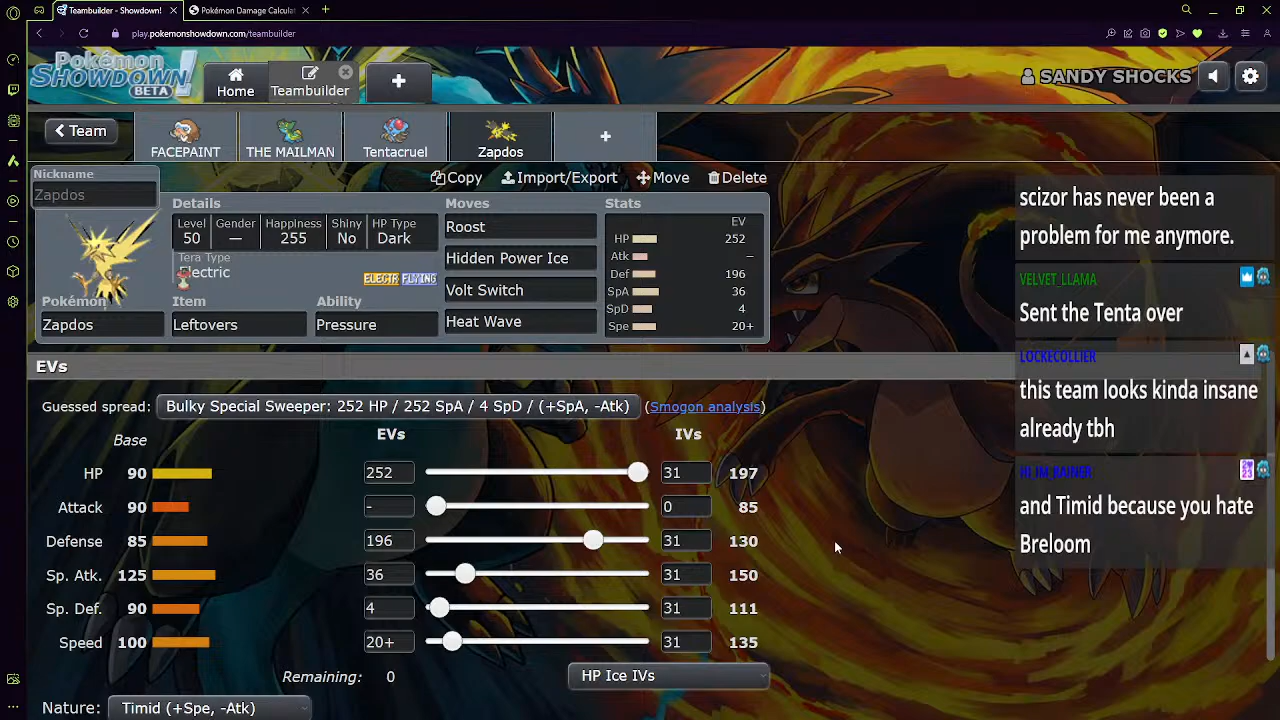 Teambuilder - Showdown!
Pokémon Damage Calculat
play.pokemonshowdown.com/teambuilder
Pokémon
SHOWDOWN!
BETA
Home
Teambuilder
+
SANDY SHOCKS
< Team
FACEPAINT
THE MAILMAN
Tentacruel
Zapdos
+
Nickname
Zapdos
Copy
Import/Export
Move
Delete
Details
Level
50
Gender
—
Happiness
255
Shiny
No
HP Type
Dark
Tera Type
Electric
ELECTR
FLYING
Pokémon
Zapdos
Item
Leftovers
Ability
Pressure
Moves
Roost
Hidden Power Ice
Volt Switch
Heat Wave
Stats
EV
HP 252
Atk –
Def 196
SpA 36
SpD 4
Spe 20+
EVs
Guessed spread: Bulky Special Sweeper: 252 HP / 252 SpA / 4 SpD / (+SpA, -Atk) (Smogon analysis)
Base EVs IVs
HP 90 252 31 197
Attack 90 - 0 85
Defense 85 196 31 130
Sp. Atk. 125 36 31 150
Sp. Def. 90 4 31 111
Speed 100 20+ 31 135
Remaining: 0
HP Ice IVs
Nature: Timid (+Spe, -Atk)
scizor has never been a
problem for me anymore.
VELVET_LLAMA
Sent the Tenta over
LOCKECOLLIER
this team looks kinda insane
already tbh
HI_IM_RAINER
and Timid because you hate
Breloom